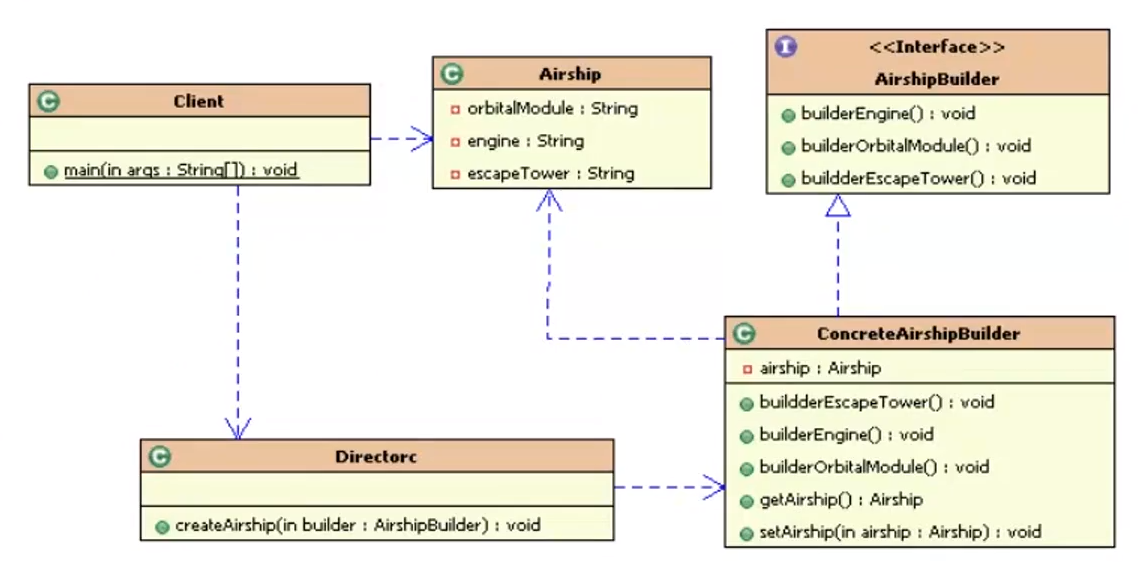 Client
main(in args : String[]) : void
Airship
orbitalModule : String
engine : String
escapeTower : String
I
<<Interface>>
AirshipBuilder
builderEngine() : void
builderOrbitalModule() : void
buildderEscapeTower() : void
C
C
C
ConcreteAirshipBuilder
airship : Airship
buildderEscapeTower() : void
builderEngine() : void
builderOrbitalModule() : void
getAirship() : Airship
setAirship(in airship : Airship) : void
C
Directorc
createAirship(in builder : AirshipBuilder) : void